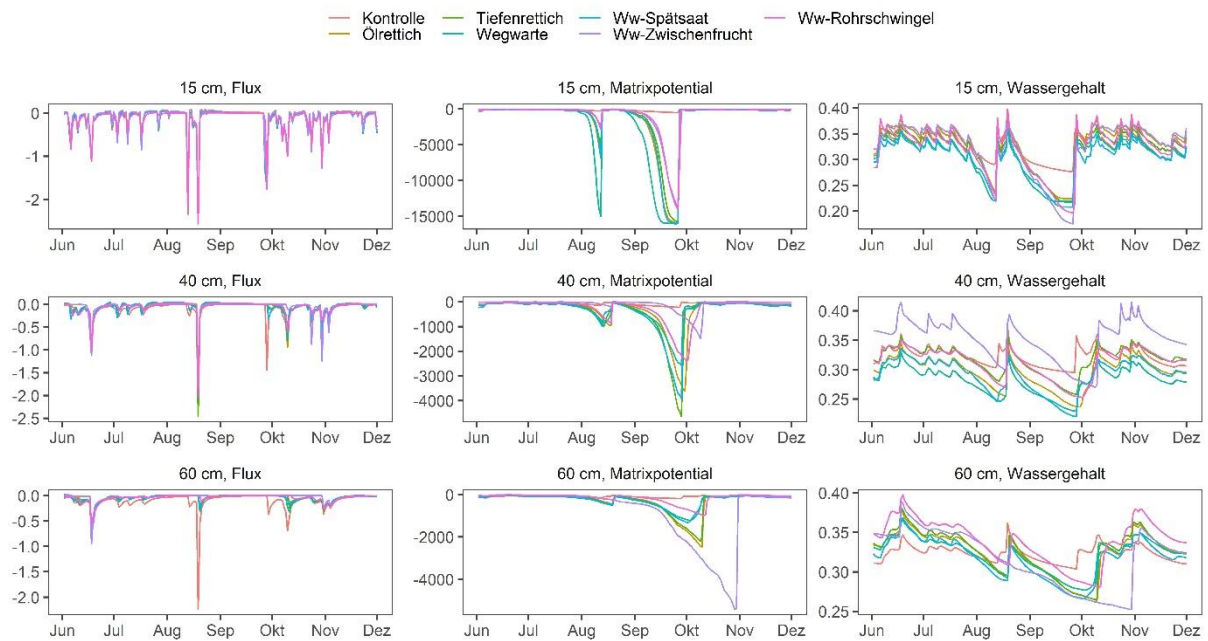 Kontrolle Tiefenrettich Ww-Spätsaat Ww-Rohrschwingel
Ölrettich Wegwarte Ww-Zwischenfrucht
15 cm, Flux 15 cm, Matrixpotential 15 cm, Wassergehalt
0 0 0.40
-5000 0.35
-1 0.30
-10000 0.25
-2 -15000 0.20
Jun Jul Aug Sep Okt Nov Dez Jun Jul Aug Sep Okt Nov Dez Jun Jul Aug Sep Okt Nov Dez
40 cm, Flux 40 cm, Matrixpotential 40 cm, Wassergehalt
0.0 0 0.40
-0.5 -1000 0.35
-1.0 -2000
-1.5 -3000 0.30
-2.0 -4000 0.25
-2.5
Jun Jul Aug Sep Okt Nov Dez Jun Jul Aug Sep Okt Nov Dez Jun Jul Aug Sep Okt Nov Dez
60 cm, Flux 60 cm, Matrixpotential 60 cm, Wassergehalt
0.0 0 0.40
-0.5 0.35
-1.0 -2000
-1.5 0.30
-2.0 -4000 0.25
Jun Jul Aug Sep Okt Nov Dez Jun Jul Aug Sep Okt Nov Dez Jun Jul Aug Sep Okt Nov Dez